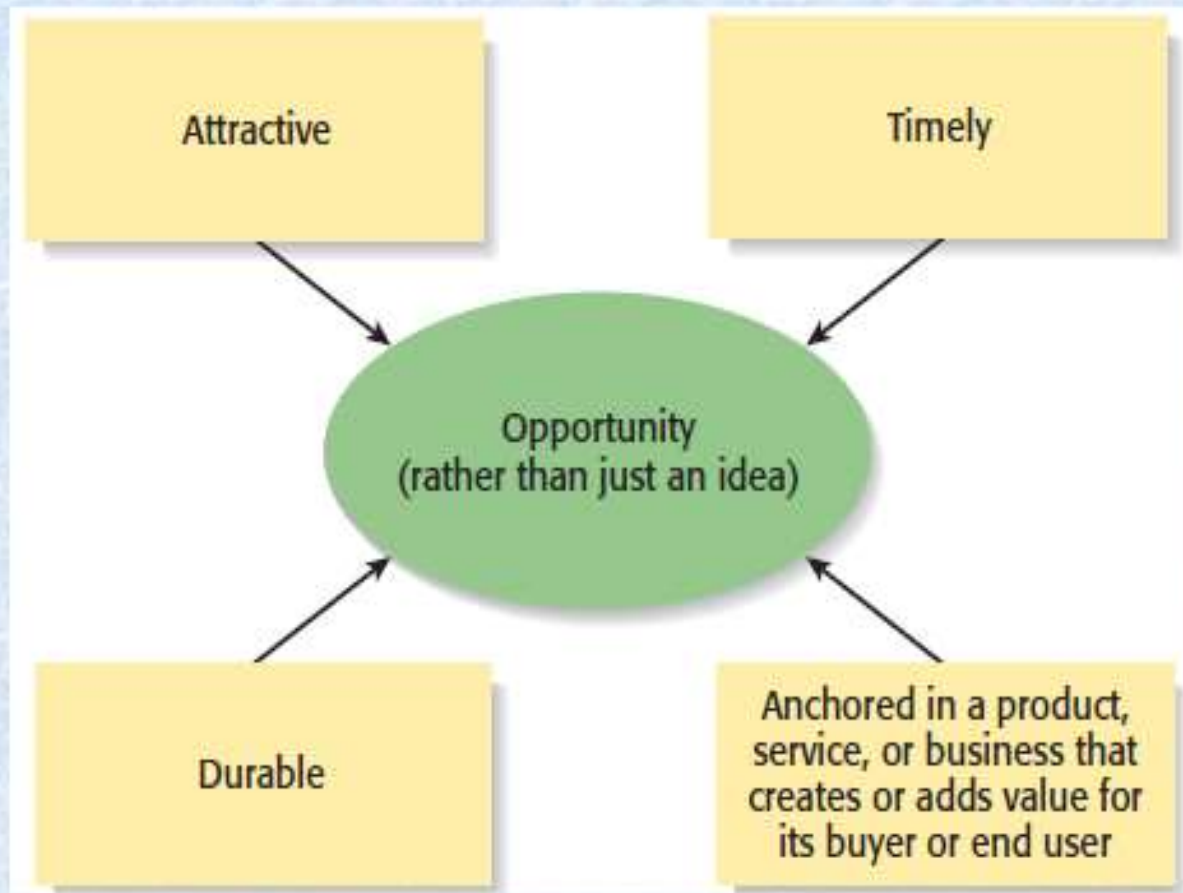 Attractive
Timely
Opportunity
(rather than just an idea)
Durable
Anchored in a product,
service, or business that
creates or adds value for
its buyer or end user